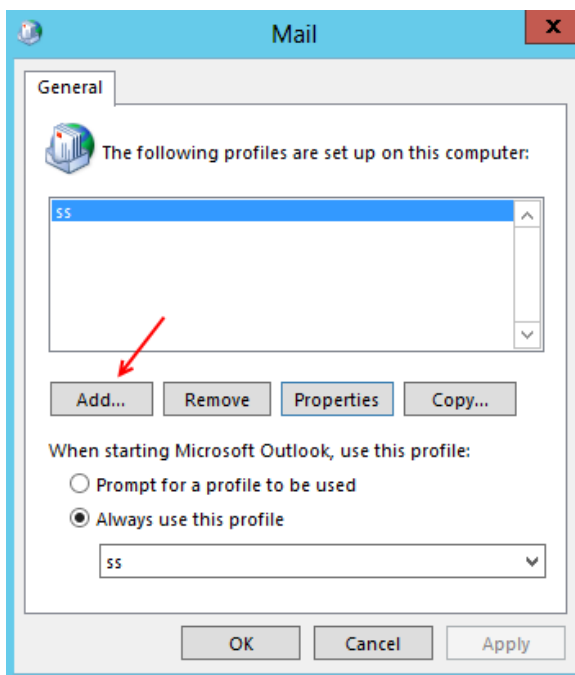 Mail
x
General
The following profiles are set up on this computer:
ss
Add... Remove Properties Copy...
When starting Microsoft Outlook, use this profile:
Prompt for a profile to be used
Always use this profile
ss
OK Cancel Apply